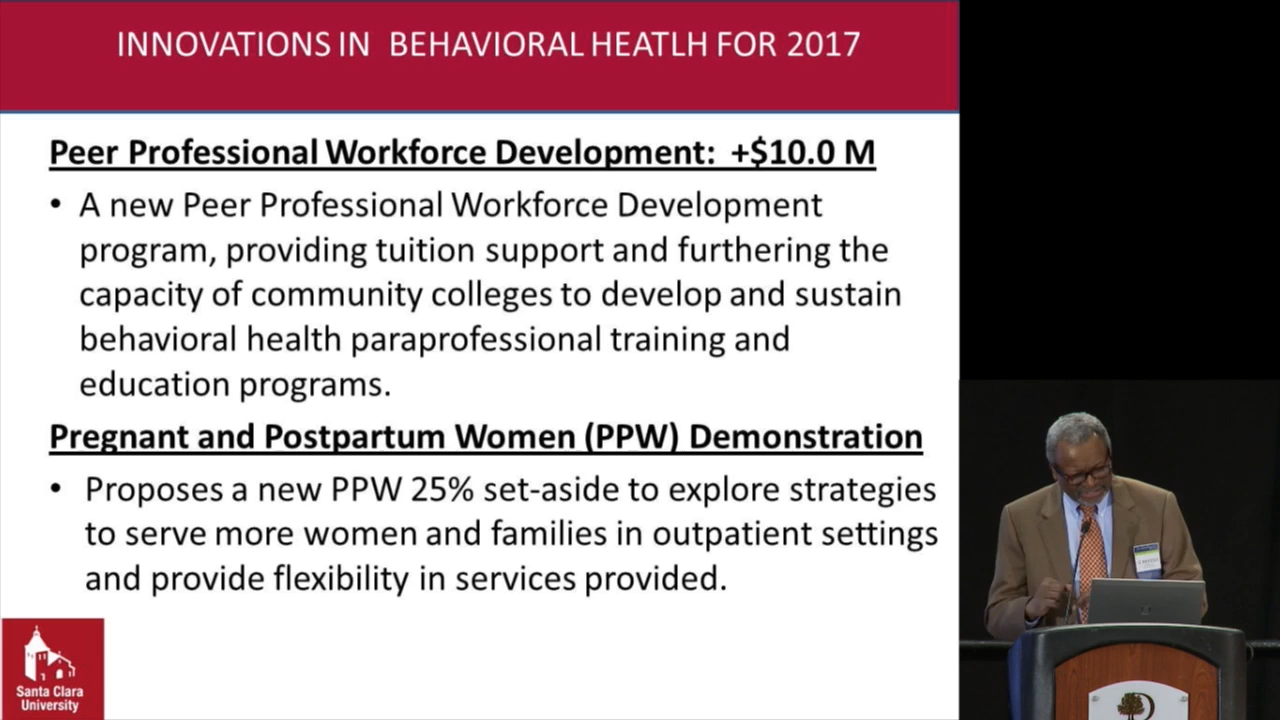 INNOVATIONS IN BEHAVIORAL HEATLH FOR 2017
Peer Professional Workforce Development: +$10.0 M
• A new Peer Professional Workforce Development
program, providing tuition support and furthering the
capacity of community colleges to develop and sustain
behavioral health paraprofessional training and
education programs.
Pregnant and Postpartum Women (PPW) Demonstration
• Proposes a new PPW 25% set-aside to explore strategies
to serve more women and families in outpatient settings
and provide flexibility in services provided.
Santa Clara
University